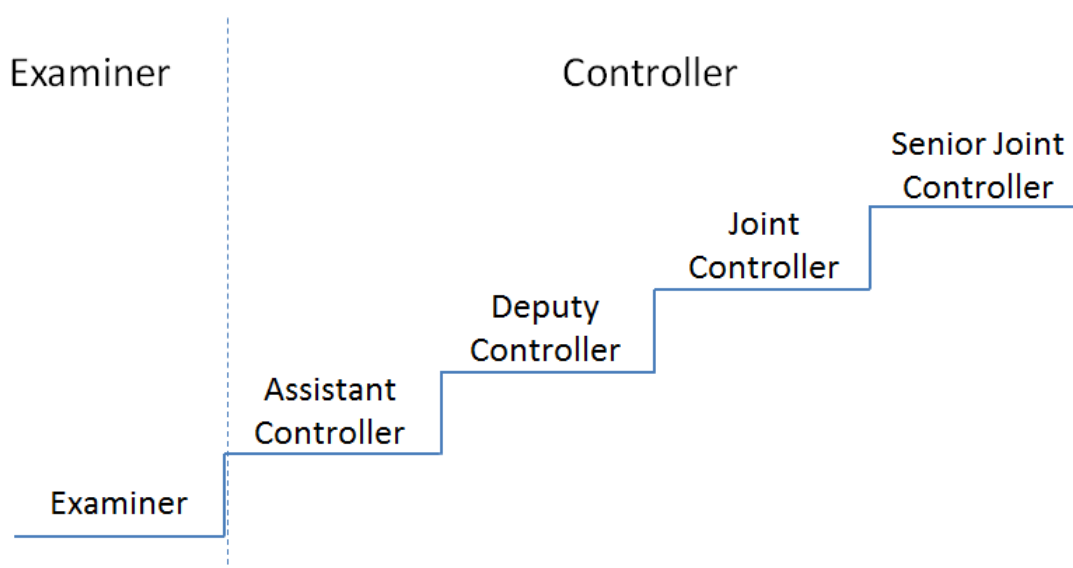 Examiner
Controller
Senior Joint
Controller
Joint
Controller
Deputy
Controller
Assistant
Controller
Examiner